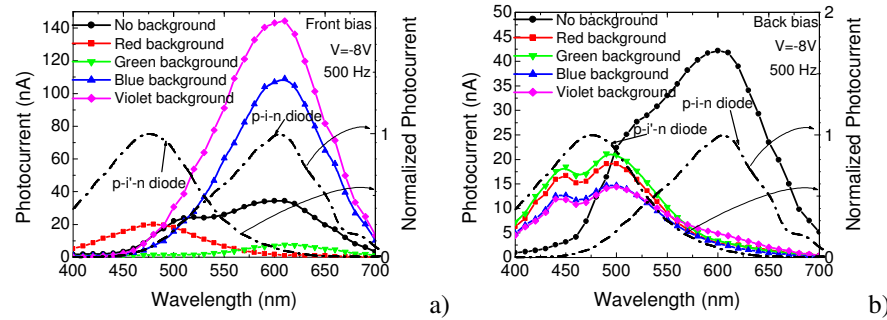 140
120
100
80
60
40
20
0
Photocurrent (nA)
No background
Red background
Green background
Blue background
Violet background
Front bias
V=-8V
500 Hz
p-i-n diode
p-i'-n diode
1
0
Normalized Photocurrent
400 450 500 550 600 650 700
Wavelength (nm)
a)
50
45
40
35
30
25
20
15
10
5
0
Photocurrent (nA)
No background
Red background
Green background
Blue background
Violet background
Back bias
V=-8V
500 Hz
p-i-n diode
p-i'-n diode
2
1
0
Normalized Photocurrent
400 450 500 550 600 650 700
Wavelength (nm)
b)